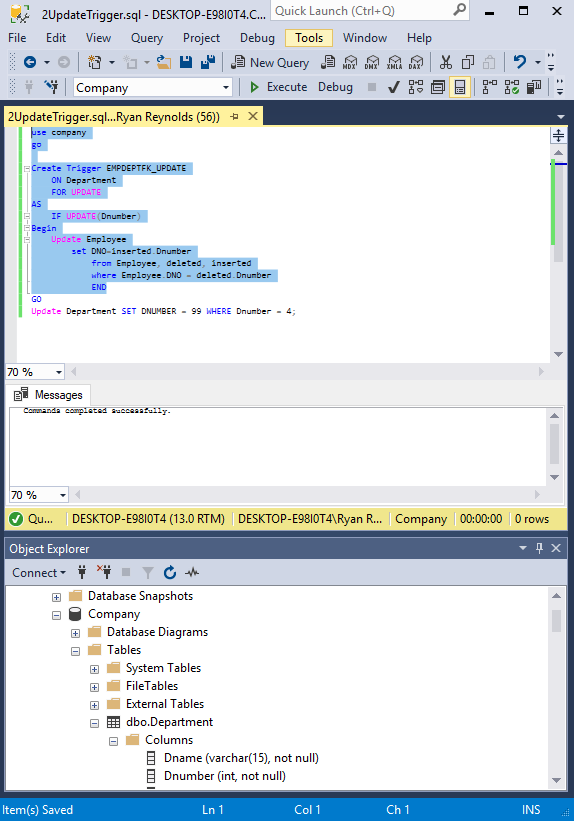 2UpdateTrigger.sql - DESKTOP-E98I0T4.C...
Quick Launch (Ctrl+Q)
File Edit View Query Project Debug Tools Window Help
New Query MDX DMX XMLA DAX
Company Execute Debug
2UpdateTrigger.sql...Ryan Reynolds (56))
use company
go
Create Trigger EMPDEPTFK_UPDATE
ON Department
FOR UPDATE
AS
IF UPDATE(Dnumber)
Begin
Update Employee
set DNO=inserted.Dnumber
from Employee, deleted, inserted
where Employee.DNO = deleted.Dnumber
END
GO
Update Department SET DNUMBER = 99 WHERE Dnumber = 4;
70 %
Messages
Commands completed successfully.
70 %
Qu... DESKTOP-E98I0T4 (13.0 RTM) DESKTOP-E98I0T4\Ryan R... Company 00:00:00 0 rows
Object Explorer
Connect
Database Snapshots
Company
Database Diagrams
Tables
System Tables
FileTables
External Tables
dbo.Department
Columns
Dname (varchar(15), not null)
Dnumber (int, not null)
Item(s) Saved Ln 1 Col 1 Ch 1 INS